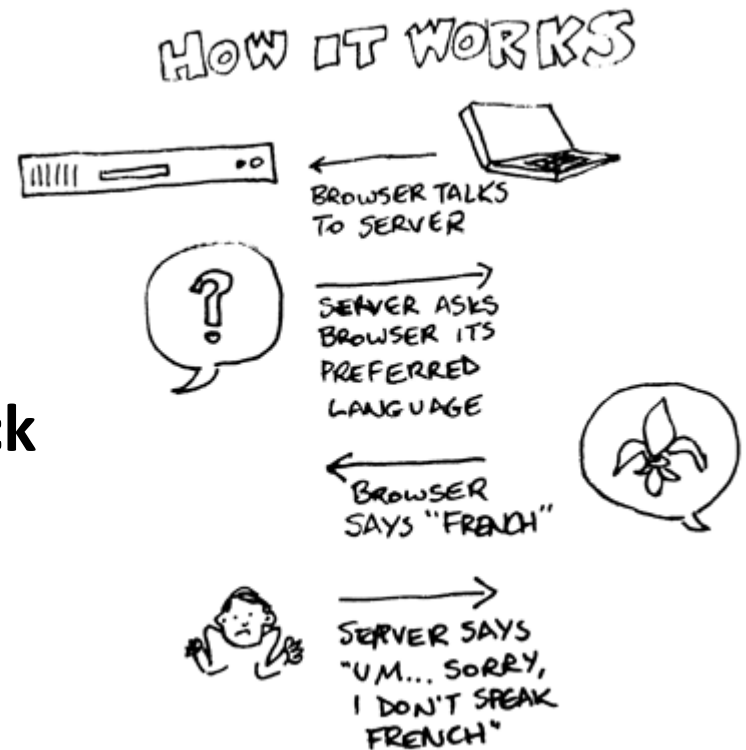 HOW IT WORKS
BROWSER TALKS
TO SERVER
?
SERVER ASKS
BROWSER ITS
PREFERRED
LANGUAGE
BROWSER
SAYS "FRENCH"
SERVER SAYS
"UM... SORRY,
I DON'T SPEAK
FRENCH"